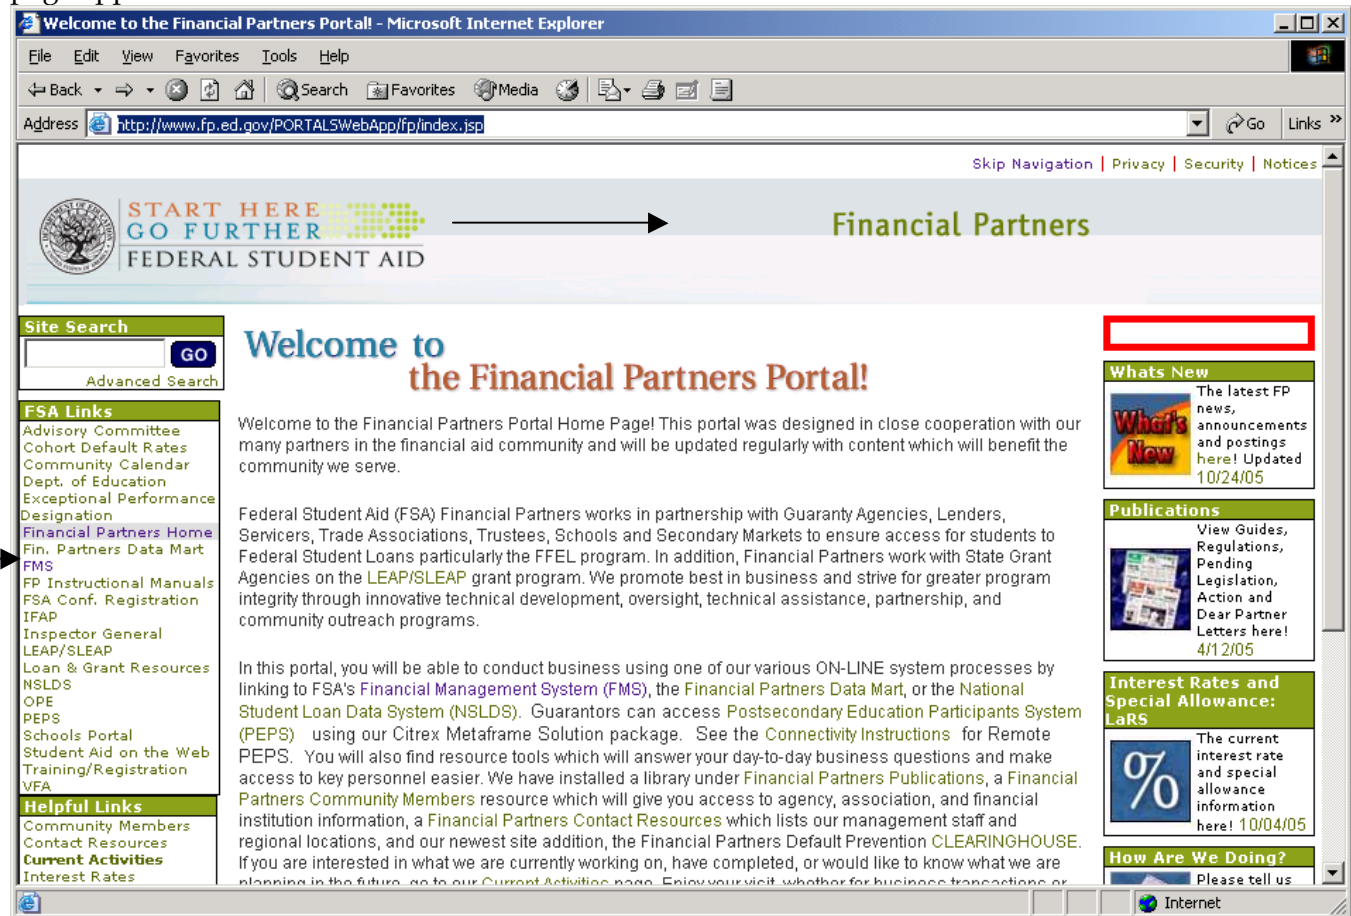 Welcome to the Financial Partners Portal! - Microsoft Internet Explorer
File Edit View Favorites Tools Help
Back Search Favorites Media
Address http://www.fp.ed.gov/PORTALSWebApp/fp/index.jsp Go Links »
Skip Navigation | Privacy | Security | Notices
START HERE
GO FURTHER
FEDERAL STUDENT AID
Financial Partners
Site Search
GO
Advanced Search
FSA Links
Advisory Committee
Cohort Default Rates
Community Calendar
Dept. of Education
Exceptional Performance
Designation
Financial Partners Home
Fin. Partners Data Mart
FMS
FP Instructional Manuals
FSA Conf. Registration
IFAP
Inspector General
LEAP/SLEAP
Loan & Grant Resources
NSLDS
OPE
PEPS
Schools Portal
Student Aid on the Web
Training/Registration
VFA
Helpful Links
Community Members
Contact Resources
Current Activities
Interest Rates
Welcome to
the Financial Partners Portal!
Welcome to the Financial Partners Portal Home Page! This portal was designed in close cooperation with our
many partners in the financial aid community and will be updated regularly with content which will benefit the
community we serve.
Federal Student Aid (FSA) Financial Partners works in partnership with Guaranty Agencies, Lenders,
Servicers, Trade Associations, Trustees, Schools and Secondary Markets to ensure access for students to
Federal Student Loans particularly the FFEL program. In addition, Financial Partners work with State Grant
Agencies on the LEAP/SLEAP grant program. We promote best in business and strive for greater program
integrity through innovative technical development, oversight, technical assistance, partnership, and
community outreach programs.
In this portal, you will be able to conduct business using one of our various ON-LINE system processes by
linking to FSA's Financial Management System (FMS), the Financial Partners Data Mart, or the National
Student Loan Data System (NSLDS). Guarantors can access Postsecondary Education Participants System
(PEPS) using our Citrex Metaframe Solution package. See the Connectivity Instructions for Remote
PEPS. You will also find resource tools which will answer your day-to-day business questions and make
access to key personnel easier. We have installed a library under Financial Partners Publications, a Financial
Partners Community Members resource which will give you access to agency, association, and financial
institution information, a Financial Partners Contact Resources which lists our management staff and
regional locations, and our newest site addition, the Financial Partners Default Prevention CLEARINGHOUSE.
If you are interested in what we are currently working on, have completed, or would like to know what we are
planning in the future, go to our Current Activities page. Enjoy your visit, whether for business transactions or
Whats New
What's
New
The latest FP
news,
announcements
and postings
here! Updated
10/24/05
Publications
View Guides,
Regulations,
Pending
Legislation,
Action and
Dear Partner
Letters here!
4/12/05
Interest Rates and
Special Allowance:
LaRS
%
The current
interest rate
and special
allowance
information
here! 10/04/05
How Are We Doing?
Please tell us
Internet